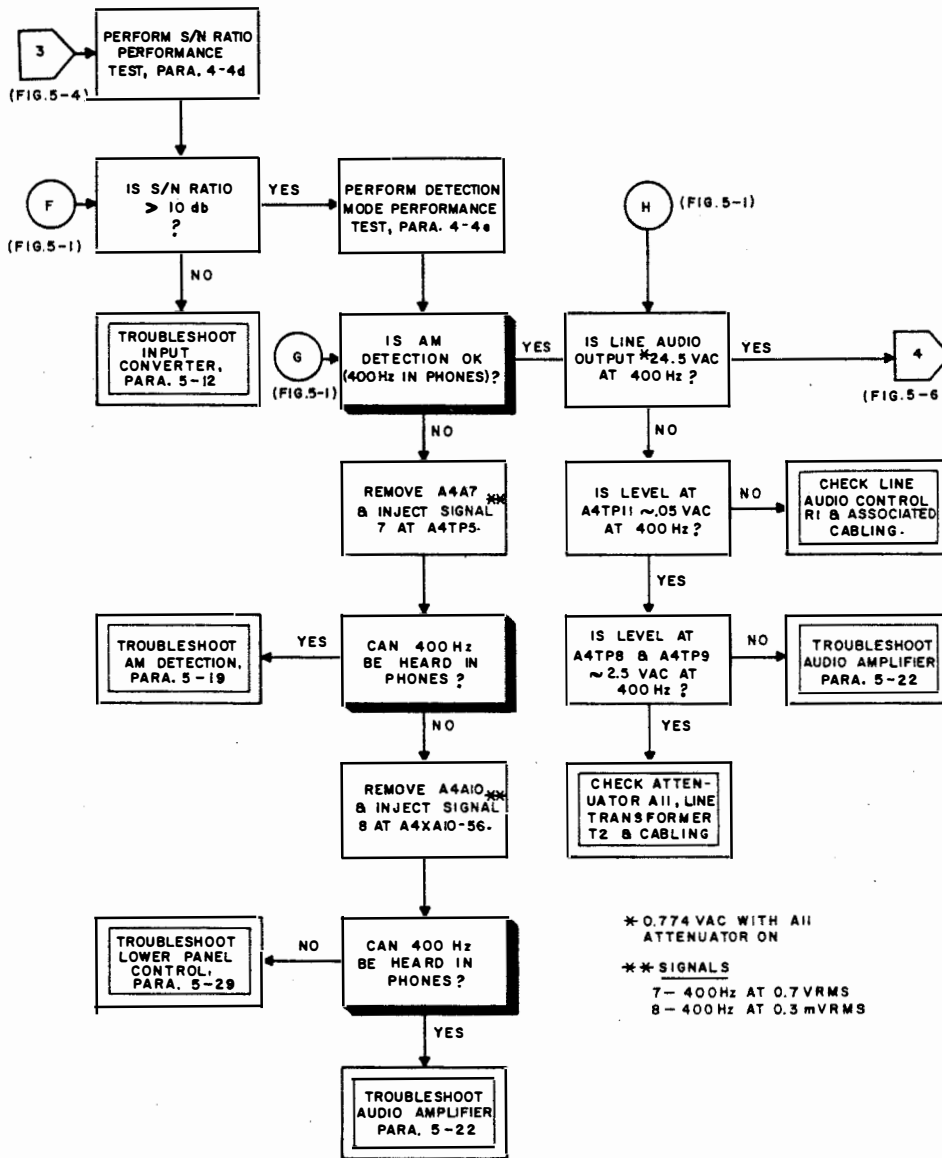 3
(FIG.5-4)
PERFORM S/N RATIO
PERFORMANCE
TEST, PARA. 4-4d
F
(FIG.5-1)
IS S/N RATIO
> 10 db
?
YES
PERFORM DETECTION
MODE PERFORMANCE
TEST, PARA. 4-4e
H
(FIG.5-1)
NO
TROUBLESHOOT
INPUT
CONVERTER,
PARA. 5-12
G
(FIG.5-1)
IS AM
DETECTION OK
(400Hz IN PHONES)?
YES
IS LINE AUDIO
OUTPUT *24.5 VAC
AT 400 Hz ?
YES
4
(FIG.5-6
NO
NO
REMOVE A4A7 **
& INJECT SIGNAL
7 AT A4TP5.
IS LEVEL AT
A4TP11 ~.05 VAC
AT 400 Hz ?
NO
CHECK LINE
AUDIO CONTROL
R1 & ASSOCIATED
CABLING.
YES
TROUBLESHOOT
AM DETECTION,
PARA. 5-19
YES
CAN 400 Hz
BE HEARD IN
PHONES ?
IS LEVEL AT
A4TP8 & A4TP9
~2.5 VAC AT
400 Hz ?
NO
TROUBLESHOOT
AUDIO AMPLIFIER
PARA. 5-22
NO
YES
REMOVE A4A10 **
& INJECT SIGNAL
8 AT A4XA10-56.
CHECK ATTEN-
UATOR A11, LINE
TRANSFORMER
T2 & CABLING
TROUBLESHOOT
LOWER PANEL
CONTROL,
PARA. 5-29
NO
CAN 400 Hz
BE HEARD IN
PHONES ?
* 0.774 VAC WITH A11
ATTENUATOR ON
** SIGNALS
7- 400Hz AT 0.7 VRMS
8- 400Hz AT 0.3 mVRMS
YES
TROUBLESHOOT
AUDIO AMPLIFIER
PARA. 5-22